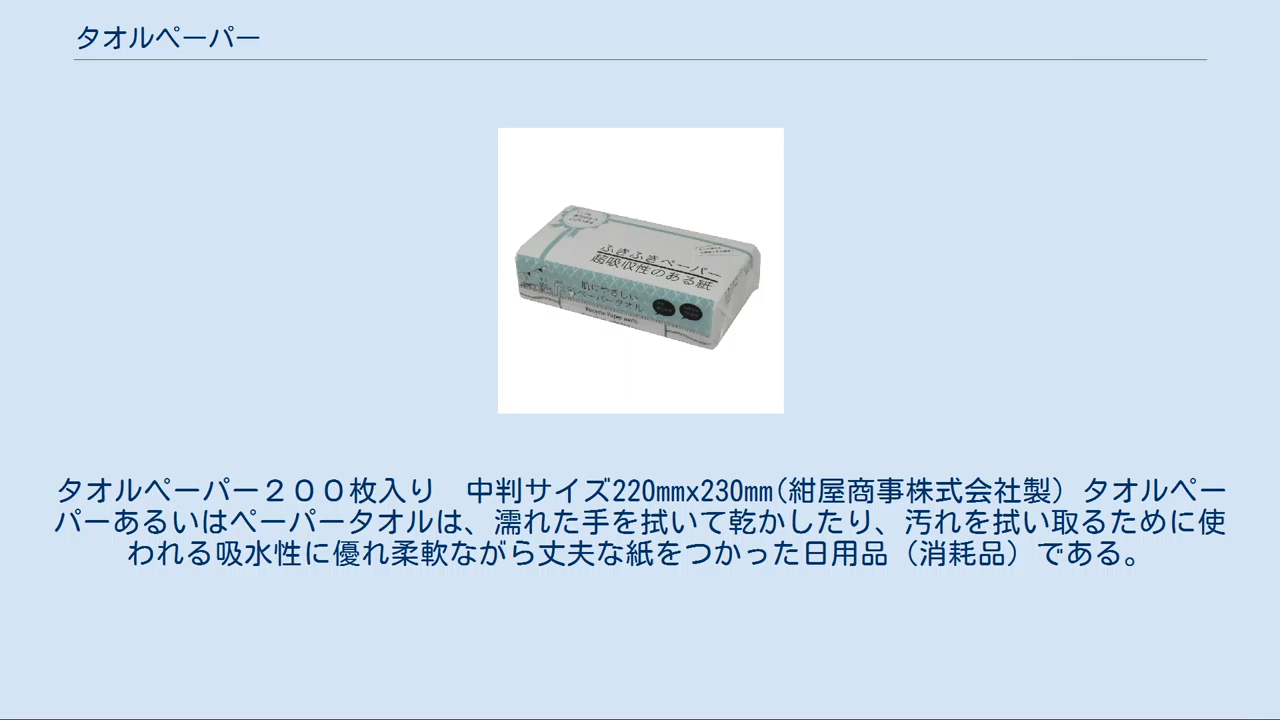 タオルペーパー
ふきふきペーパー
超吸収性のある紙
肌にやさしい
ペーパータオル
Recycle Paper
タオルペーパー２００枚入り　中判サイズ220mmx230mm(紺屋商事株式会社製）タオルペー
パーあるいはペーパータオルは、濡れた手を拭いて乾かしたり、汚れを拭い取るために使
われる吸水性に優れ柔軟ながら丈夫な紙をつかった日用品（消耗品）である。